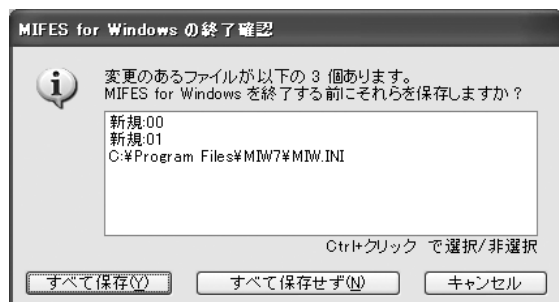 MIFES for Windows の終了確認
変更のあるファイルが以下の 3 個あります。
MIFES for Windows を終了する前にそれらを保存しますか？
新規:00
新規:01
C:¥Program Files¥MIW7¥MIW.INI
Ctrl+クリック で選択/非選択
すべて保存(Y) すべて保存せず(N) キャンセル